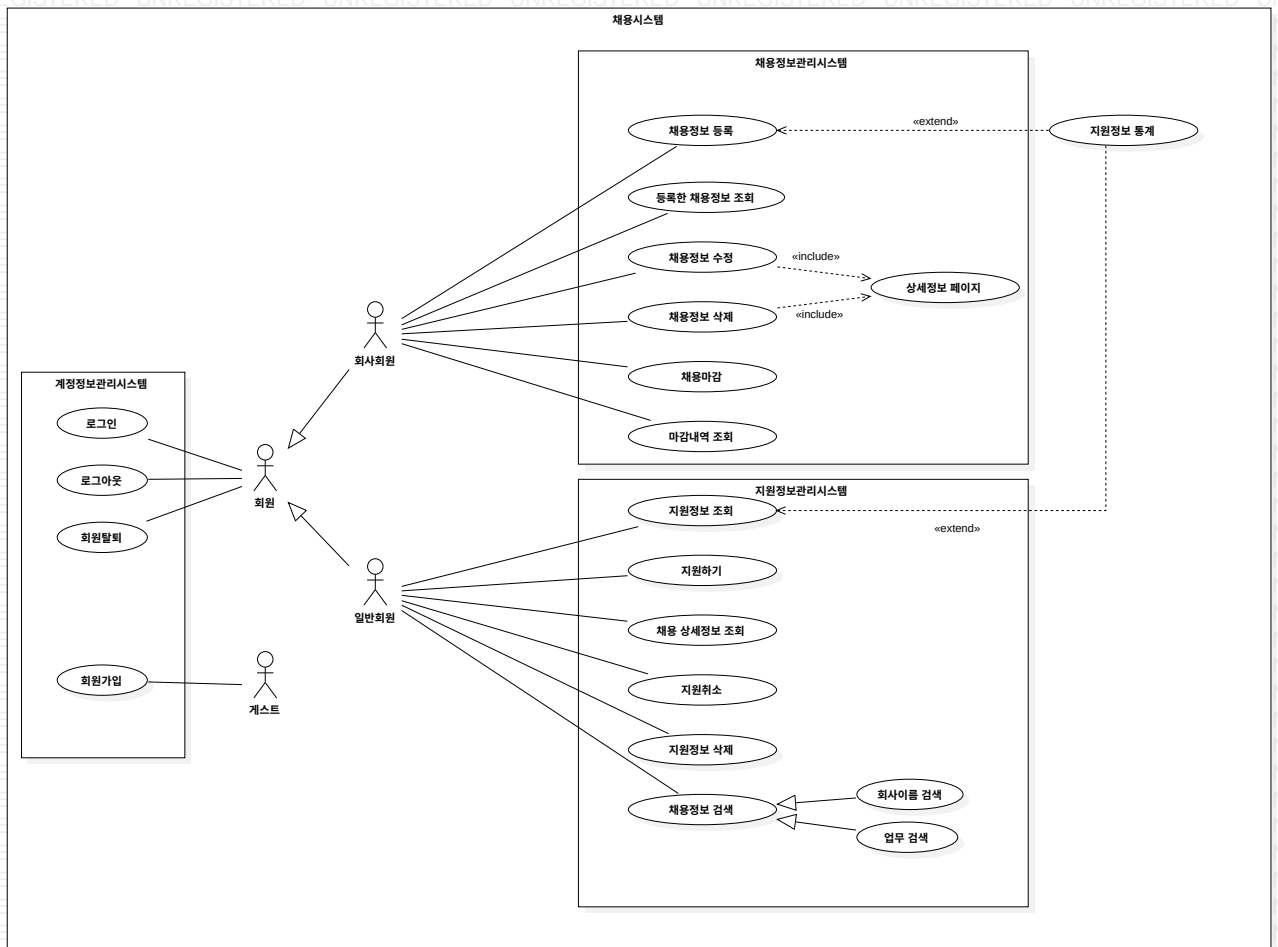 UNREGISTERED UNREGISTERED UNREGISTERED UNREGISTERED
채용시스템
채용정보관리시스템
채용정보 등록
«extend»
지원정보 통계
등록한 채용정보 조회
채용정보 수정
«include»
상세정보 페이지
채용정보 삭제
«include»
회사회원
채용마감
계정정보관리시스템
로그인
마감내역 조회
로그아웃
회원
지원정보관리시스템
지원정보 조회
«extend»
회원탈퇴
지원하기
일반회원
채용 상세정보 조회
회원가입
게스트
지원취소
지원정보 삭제
회사이름 검색
채용정보 검색
업무 검색